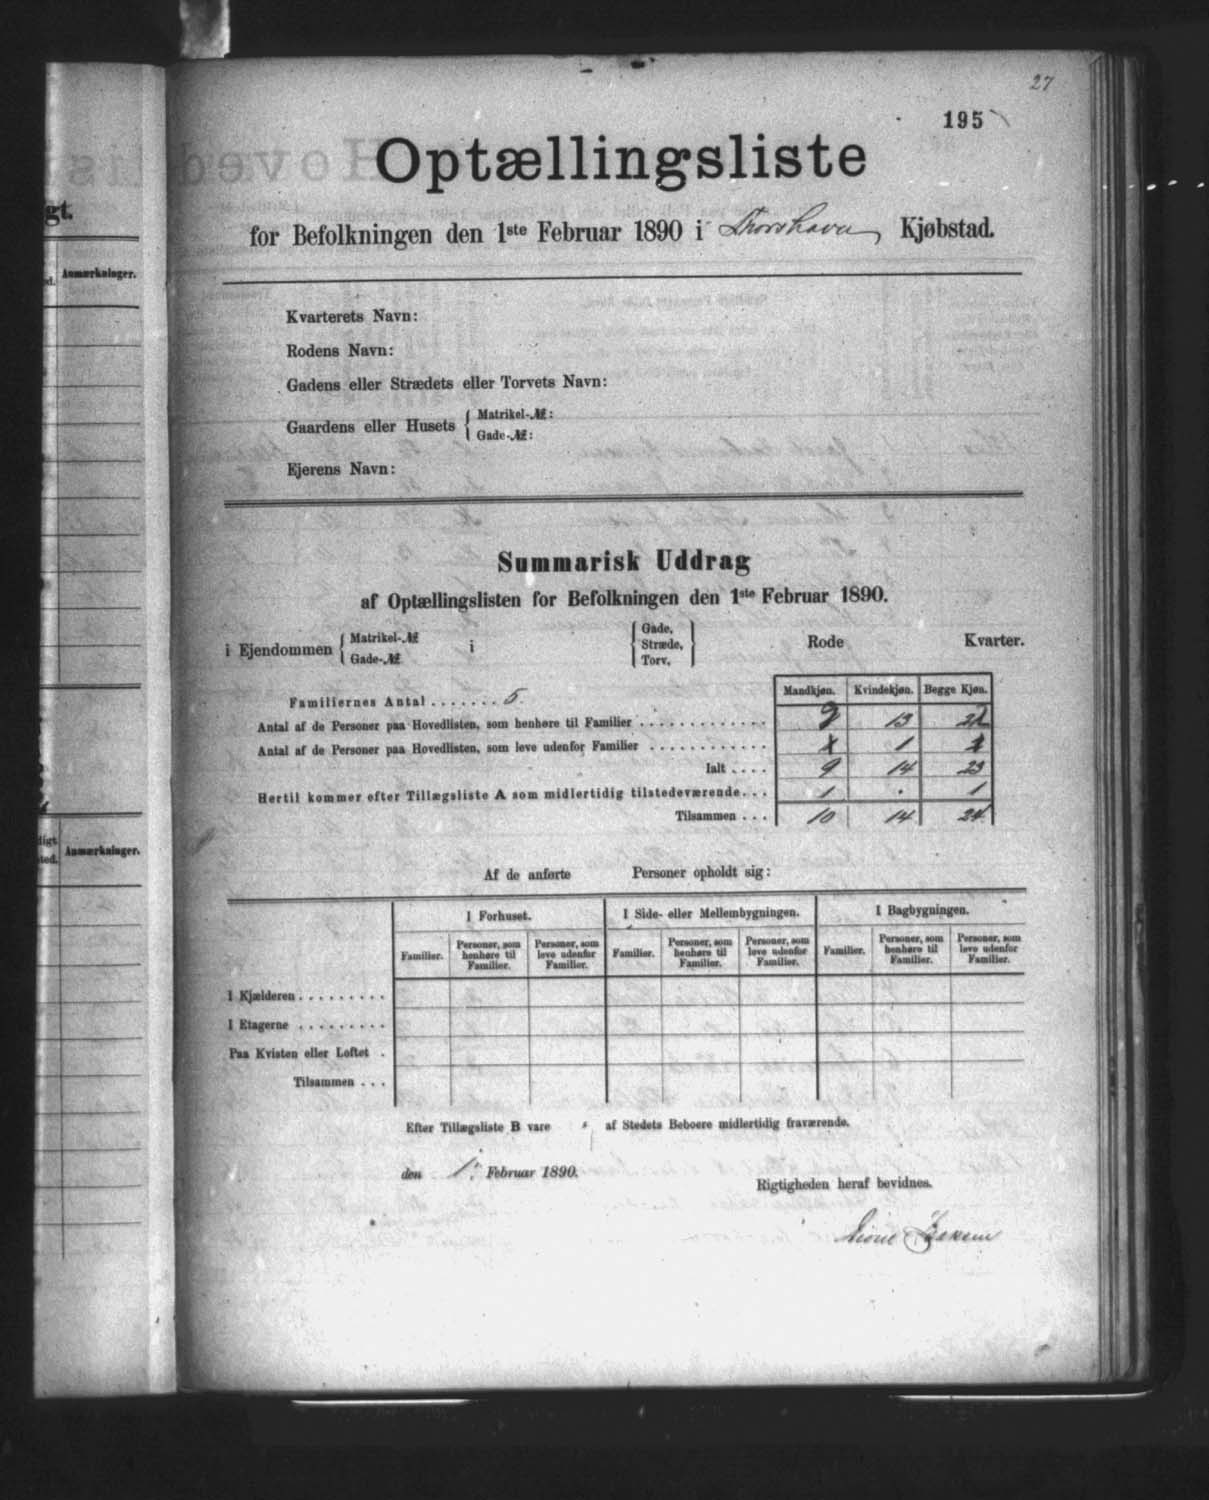 27
195
Optællingsliste
for Befolkningen den 1ste Februar 1890 i Thorshavn Kjøbstad.
gt.
Anmærkninger.
Kvarterets Navn:
Rodens Navn:
Gadens eller Strædets eller Torvets Navn:
Gaardens eller Husets { Matrikel-№:
Gade-№:
Ejerens Navn:
Summarisk Uddrag
af Optællingslisten for Befolkningen den 1ste Februar 1890.
i Ejendommen { Matrikel-№ Gade-№ i { Gade, Stræde, Torv, } Rode Kvarter.
Mandkjøn. Kvindekjøn. Begge Kjøn.
Familiernes Antal . . . . . . . 5
Antal af de Personer paa Hovedlisten, som henhøre til Familier . . . . . . . . . . . . . 9 13 22
Antal af de Personer paa Hovedlisten, som leve udenfor Familier . . . . . . . . . . . . 1
Ialt . . . . 9 14 23
Hertil kommer efter Tillægsliste A som midlertidig tilstedeværende. . . 1 . 1
Tilsammen . . . 10 14 24
digt
ted. Anmærkninger.
Af de anførte Personer opholdt sig:
I Forhuset. I Side- eller Mellembygningen. I Bagbygningen.
Familier. Personer, som henhøre til Familier. Personer, som leve udenfor Familier. Familier. Personer, som henhøre til Familier. Personer, som leve udenfor Familier. Familier. Personer, som henhøre til Familier. Personer, som leve udenfor Familier.
I Kjælderen . . . . . . . . .
I Etagerne . . . . . . . . .
Paa Kvisten eller Loftet .
Tilsammen . . .
Efter Tillægsliste B vare af Stedets Beboere midlertidig fraværende.
den 1. Februar 1890.
Rigtigheden heraf bevidnes.